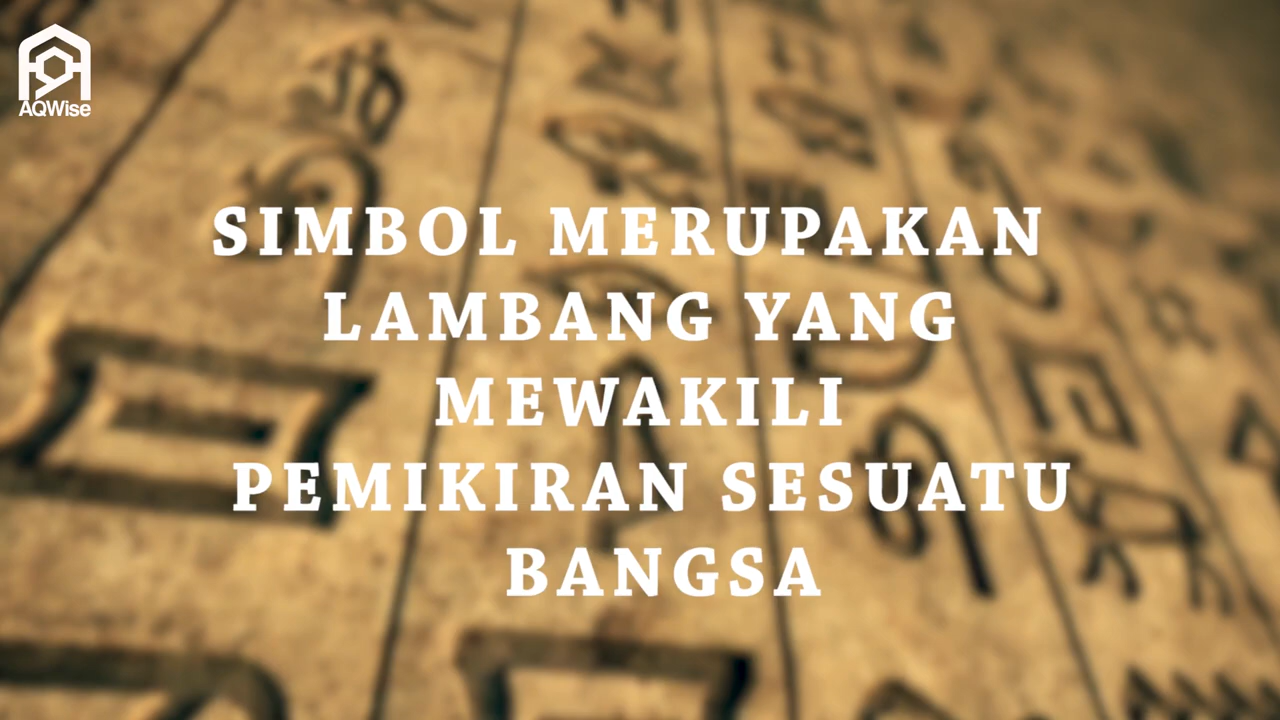 AQWise
SIMBOL MERUPAKAN
LAMBANG YANG
MEWAKILI
PEMIKIRAN SESUATU
BANGSA